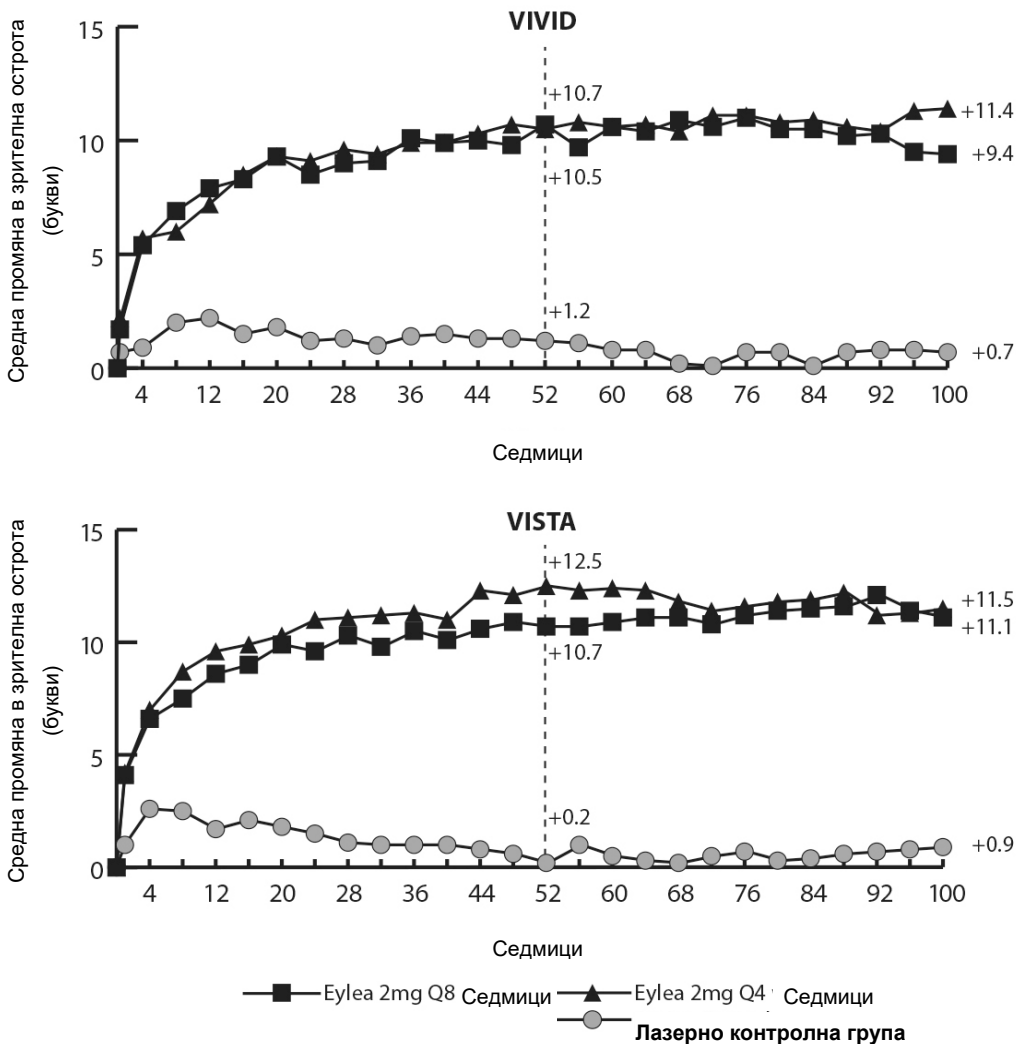 VIVID
Средна промяна в зрителна острота
(букви)
15
10
5
0
+10.7
+10.5
+1.2
+11.4
+9.4
+0.7
4 12 20 28 36 44 52 60 68 76 84 92 100
Седмици
VISTA
Средна промяна в зрителна острота
(букви)
15
10
5
0
+12.5
+10.7
+0.2
+11.5
+11.1
+0.9
4 12 20 28 36 44 52 60 68 76 84 92 100
Седмици
Eylea 2mg Q8 Седмици Eylea 2mg Q4 Седмици
Лазерно контролна група